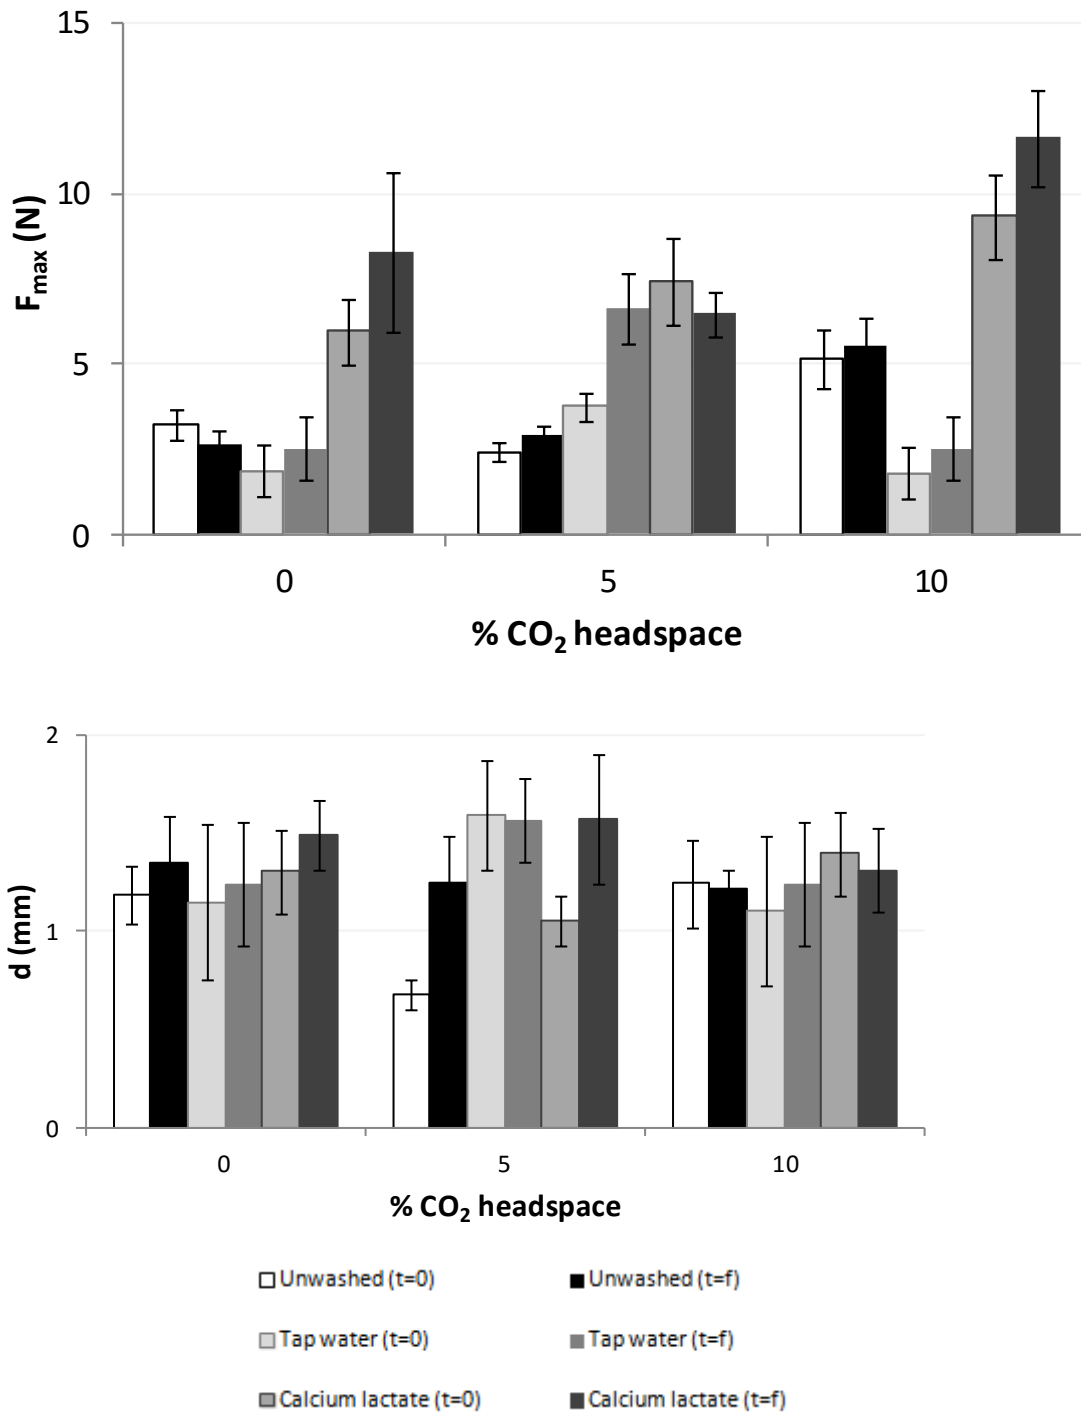 15
10
5
0
F_max (N)
0 5 10
% CO₂ headspace
2
1
0
d (mm)
0 5 10
% CO₂ headspace
Unwashed (t=0) Unwashed (t=f)
Tap water (t=0) Tap water (t=f)
Calcium lactate (t=0) Calcium lactate (t=f)